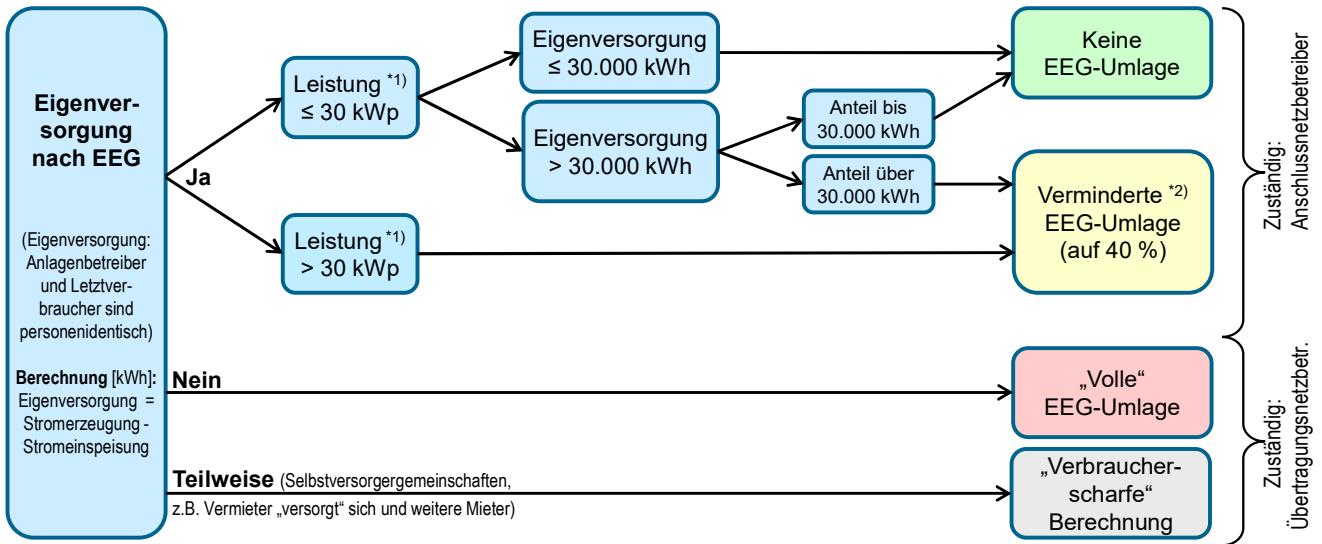 Eigenver-
sorgung
nach EEG
(Eigenversorgung:
Anlagenbetreiber
und Letztver-
braucher sind
personenidentisch)
Berechnung [kWh]:
Eigenversorgung =
Stromerzeugung -
Stromeinspeisung
Ja
Leistung *1)
≤ 30 kWp
Eigenversorgung
≤ 30.000 kWh
Eigenversorgung
> 30.000 kWh
Anteil bis
30.000 kWh
Anteil über
30.000 kWh
Leistung *1)
> 30 kWp
Keine
EEG-Umlage
Verminderte *2)
EEG-Umlage
(auf 40 %)
Zuständig:
Anschlussnetzbetreiber
Nein
„Volle“
EEG-Umlage
Teilweise (Selbstversorgergemeinschaften,
z.B. Vermieter „versorgt“ sich und weitere Mieter)
„Verbraucher-
scharfe“
Berechnung
Zuständig:
Übertragungsnetzbetr.